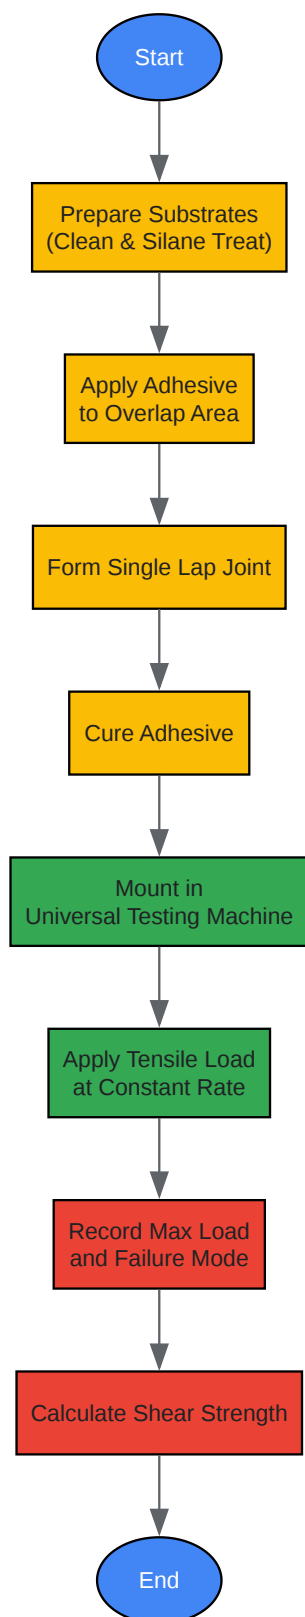 Start
Prepare Substrates
(Clean & Silane Treat)
Apply Adhesive
to Overlap Area
Form Single Lap Joint
Cure Adhesive
Mount in
Universal Testing Machine
Apply Tensile Load
at Constant Rate
Record Max Load
and Failure Mode
Calculate Shear Strength
End